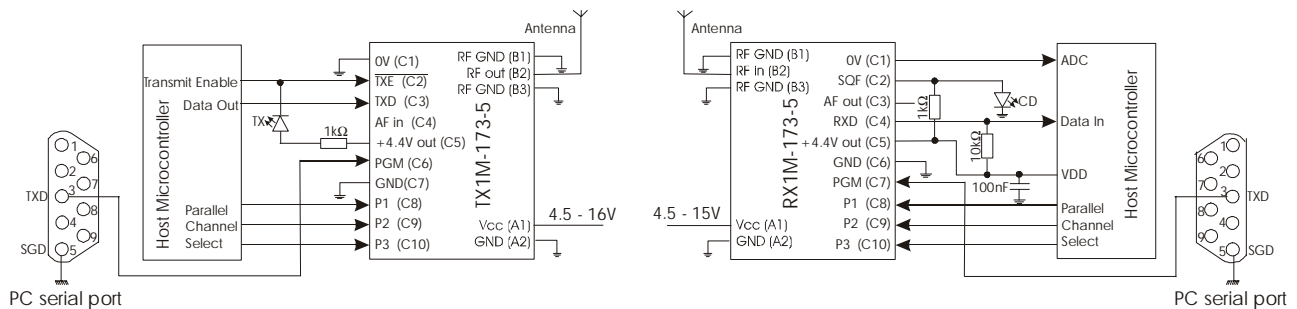 Antenna
Host Microcontroller
Transmit Enable
Data Out
Parallel
Channel
Select
TX
1kΩ
TX1M-173-5
0V (C1)
TXE (C2)
TXD (C3)
AF in (C4)
+4.4V out (C5)
PGM (C6)
GND(C7)
P1 (C8)
P2 (C9)
P3 (C10)
RF GND (B1)
RF out (B2)
RF GND (B3)
Vcc (A1)
GND (A2)
4.5 - 16V
1
6
2
7
TXD 3
8
4
9
SGD 5
PC serial port
Antenna
4.5 - 15V
RX1M-173-5
RF GND (B1)
RF in (B2)
RF GND (B3)
Vcc (A1)
GND (A2)
0V (C1)
SQF (C2)
AF out (C3)
RXD (C4)
+4.4V out (C5)
GND (C6)
PGM (C7)
P1 (C8)
P2 (C9)
P3 (C10)
1kΩ
CD
10kΩ
100nF
Host Microcontroller
ADC
Data In
VDD
Parallel
Channel
Select
1
6
2
7
3 TXD
8
4
9
5 SGD
PC serial port